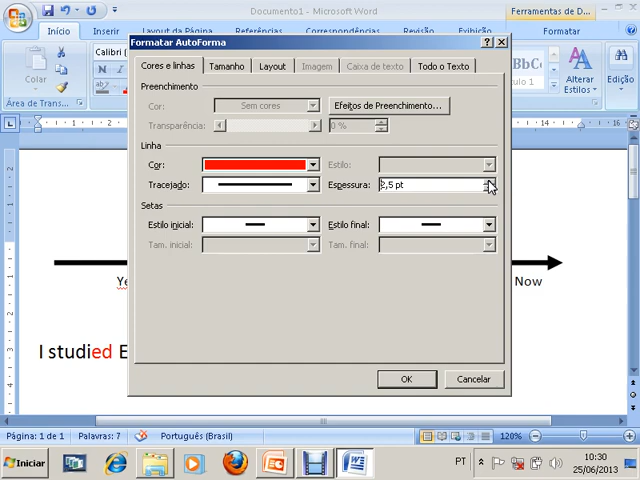 Documento1 - Microsoft Word
Ferramentas de D...
Início
Inserir
Layout da Página
Referências
Correspondências
Revisão
Exibição
Formatar
Colar
Calibri (
N
Alterar
Estilos
Edição
Área de Trans...
Estilo
Formatar AutoForma
Cores e linhas
Tamanho
Layout
Imagem
Caixa de texto
Todo o Texto
Preenchimento
Cor:
Sem cores
Efeitos de Preenchimento...
Transparência:
0 %
Linha
Cor:
Estilo:
Tracejado:
Espessura:
2,5 pt
Setas
Estilo inicial:
Estilo final:
Tam. inicial:
Tam. final:
Ye
Now
I studied E
OK
Cancelar
Página: 1 de 1
Palavras: 7
Português (Brasil)
120%
Iniciar
PT
10:30
25/06/2013